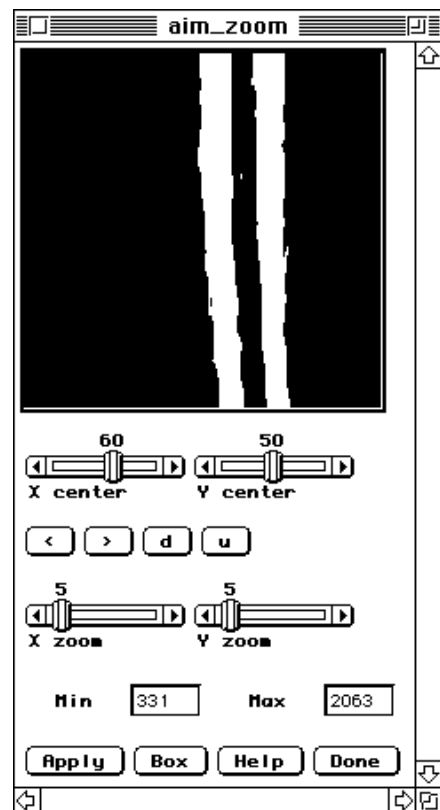 aim_zoom
60 50
X center Y center
< > d u
5 5
X zoom Y zoom
Min 331 Max 2063
Apply Box Help Done